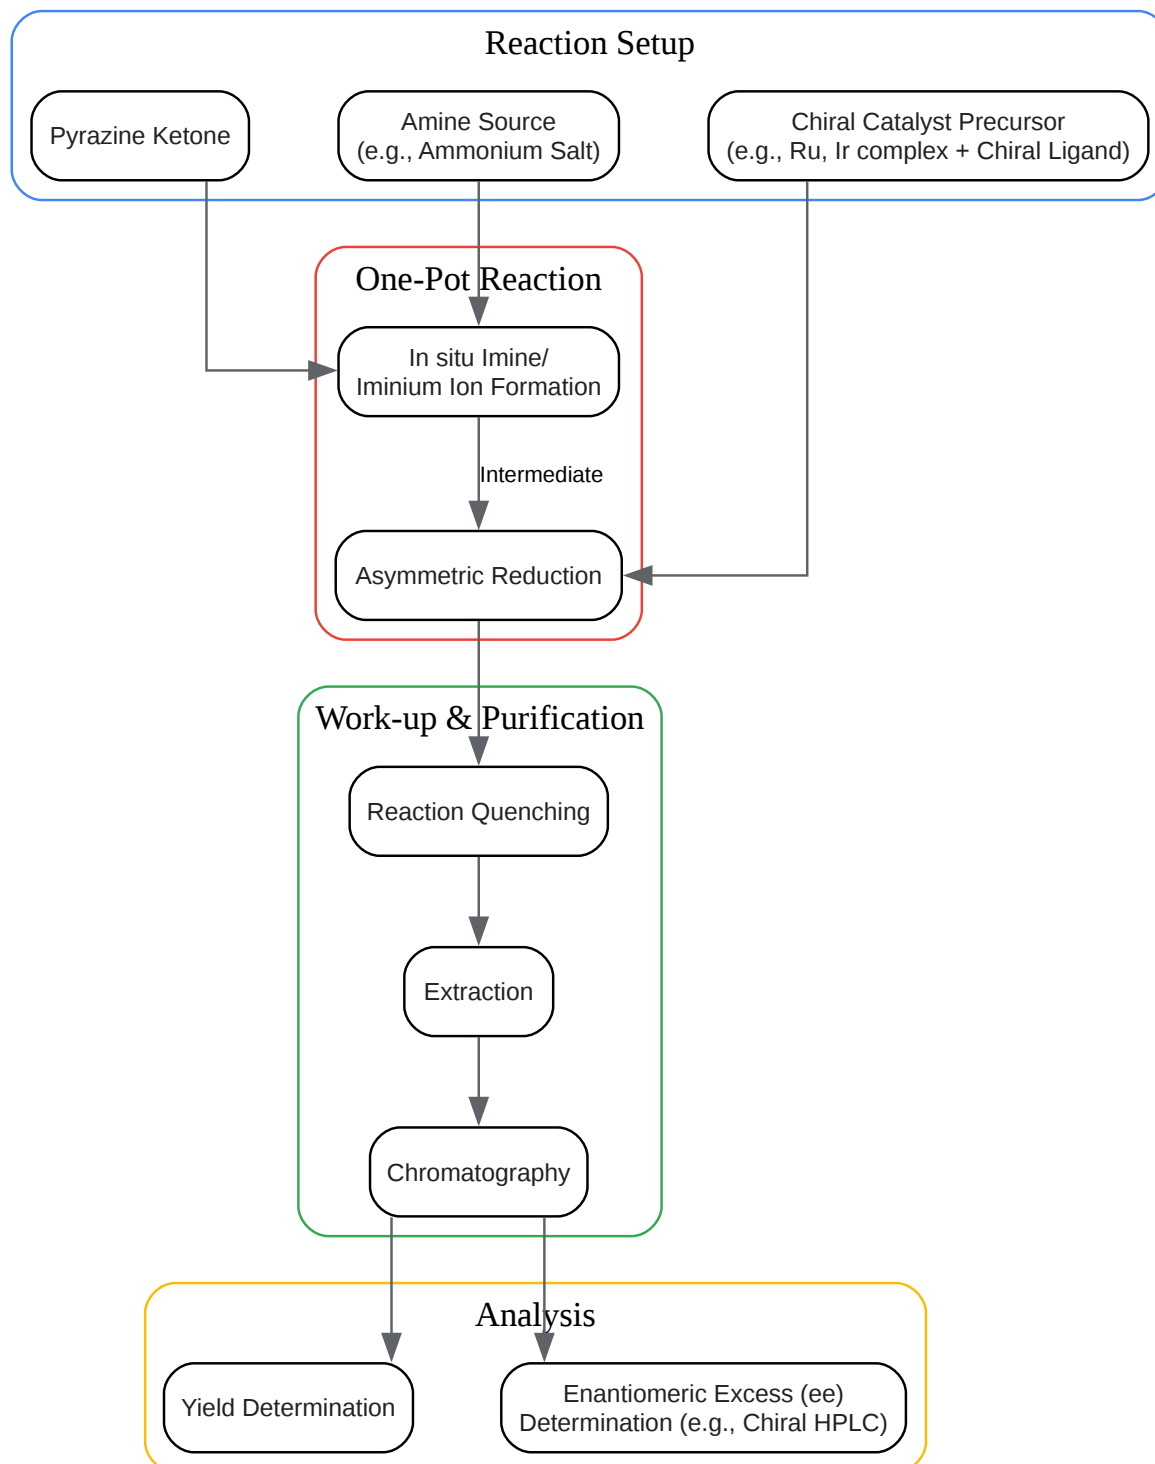 Reaction Setup
Pyrazine Ketone
Amine Source
(e.g., Ammonium Salt)
Chiral Catalyst Precursor
(e.g., Ru, Ir complex + Chiral Ligand)
One-Pot Reaction
In situ Imine/
Iminium Ion Formation
Intermediate
Asymmetric Reduction
Work-up & Purification
Reaction Quenching
Extraction
Chromatography
Analysis
Yield Determination
Enantiomeric Excess (ee)
Determination (e.g., Chiral HPLC)